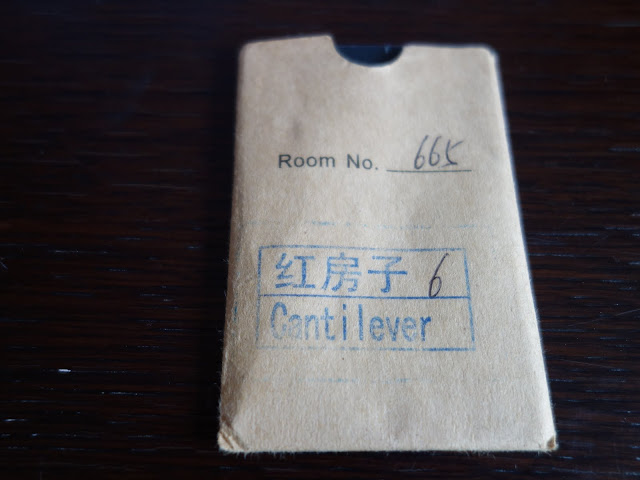 Room No. 665
红房子 6
Cantilever